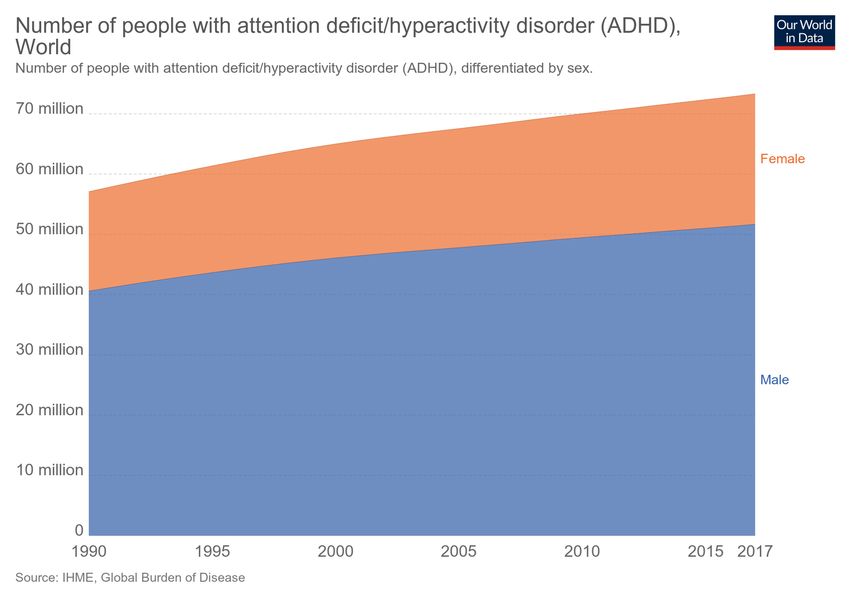 Number of people with attention deficit/hyperactivity disorder (ADHD),
World
Our World
in Data
Number of people with attention deficit/hyperactivity disorder (ADHD), differentiated by sex.
70 million
Female
60 million
50 million
40 million
30 million
Male
20 million
10 million
0
1990 1995 2000 2005 2010 2015 2017
Source: IHME, Global Burden of Disease